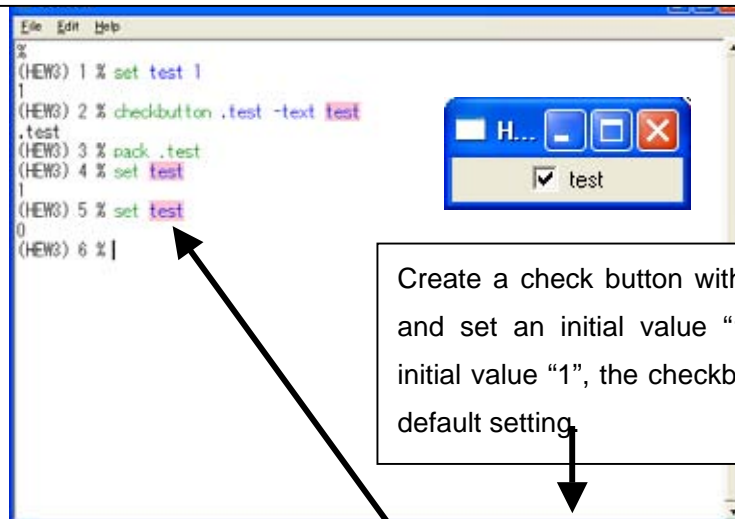 File Edit Help
%
(HEW3) 1 % set test 1
1
(HEW3) 2 % checkbutton .test -text test
.test
(HEW3) 3 % pack .test
(HEW3) 4 % set test
1
(HEW3) 5 % set test
0
(HEW3) 6 %
H...
test
Create a check button with
and set an initial value “
initial value “1”, the checkb
default setting.